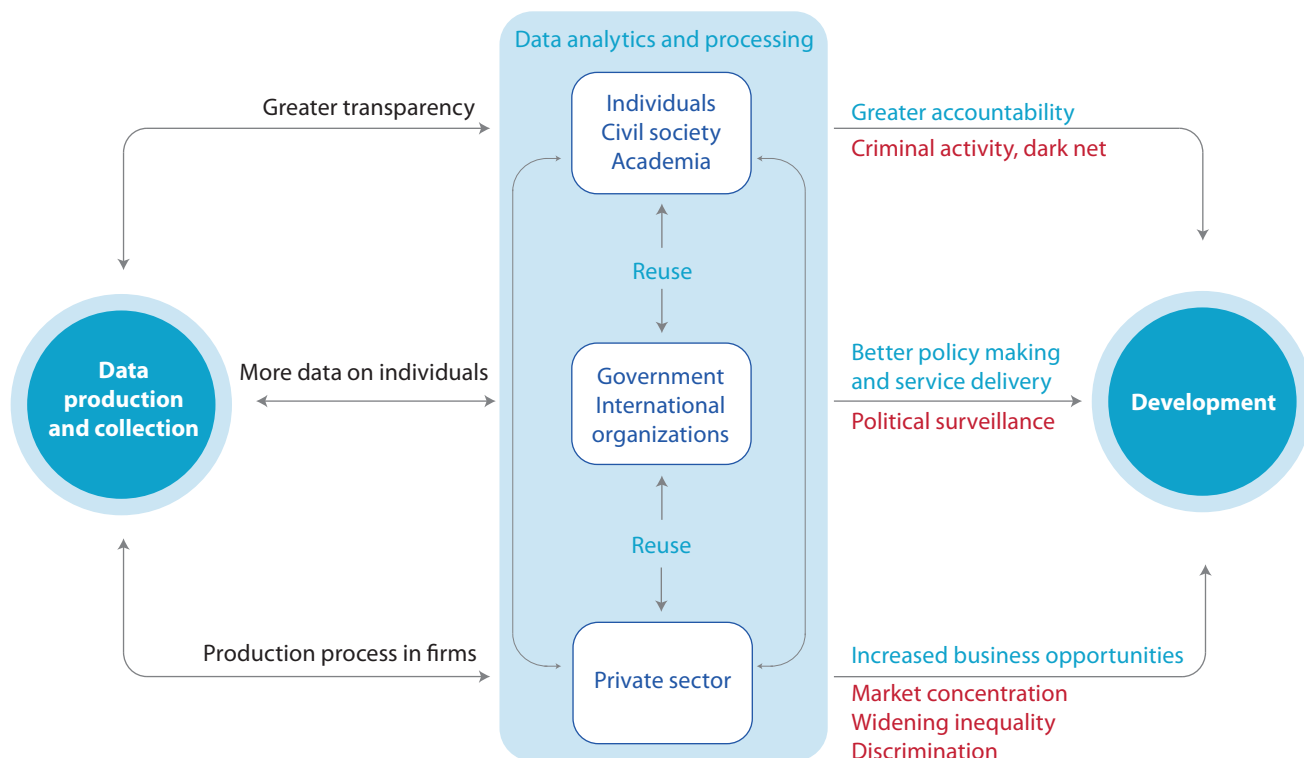 Data analytics and processing
Greater transparency
Individuals
Civil society
Academia
Greater accountability
Criminal activity, dark net
Reuse
Data
production
and collection
More data on individuals
Government
International
organizations
Better policy making
and service delivery
Political surveillance
Development
Reuse
Production process in firms
Private sector
Increased business opportunities
Market concentration
Widening inequality
Discrimination